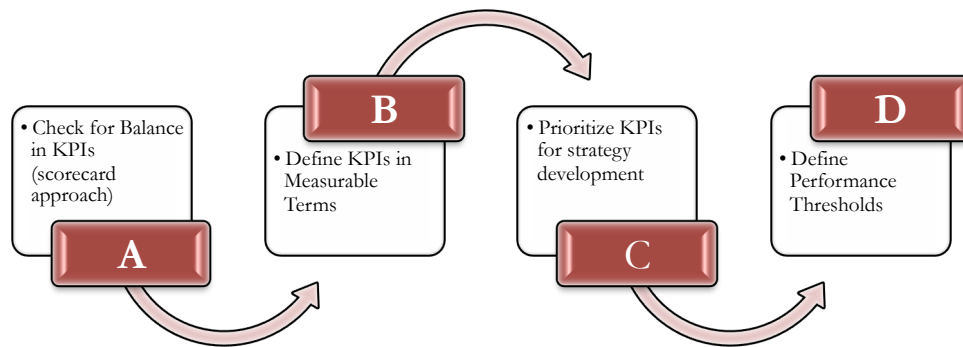 • Check for Balance
in KPIs
(scorecard
approach)
A
B
• Define KPIs in
Measurable
Terms
• Prioritize KPIs
for strategy
development
C
D
• Define
Performance
Thresholds